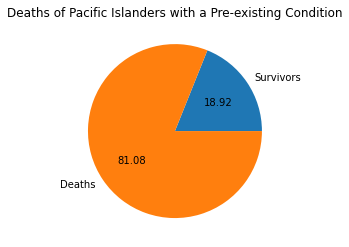 Deaths of Pacific Islanders with a Pre-existing Condition
Survivors
18.92
81.08
Deaths